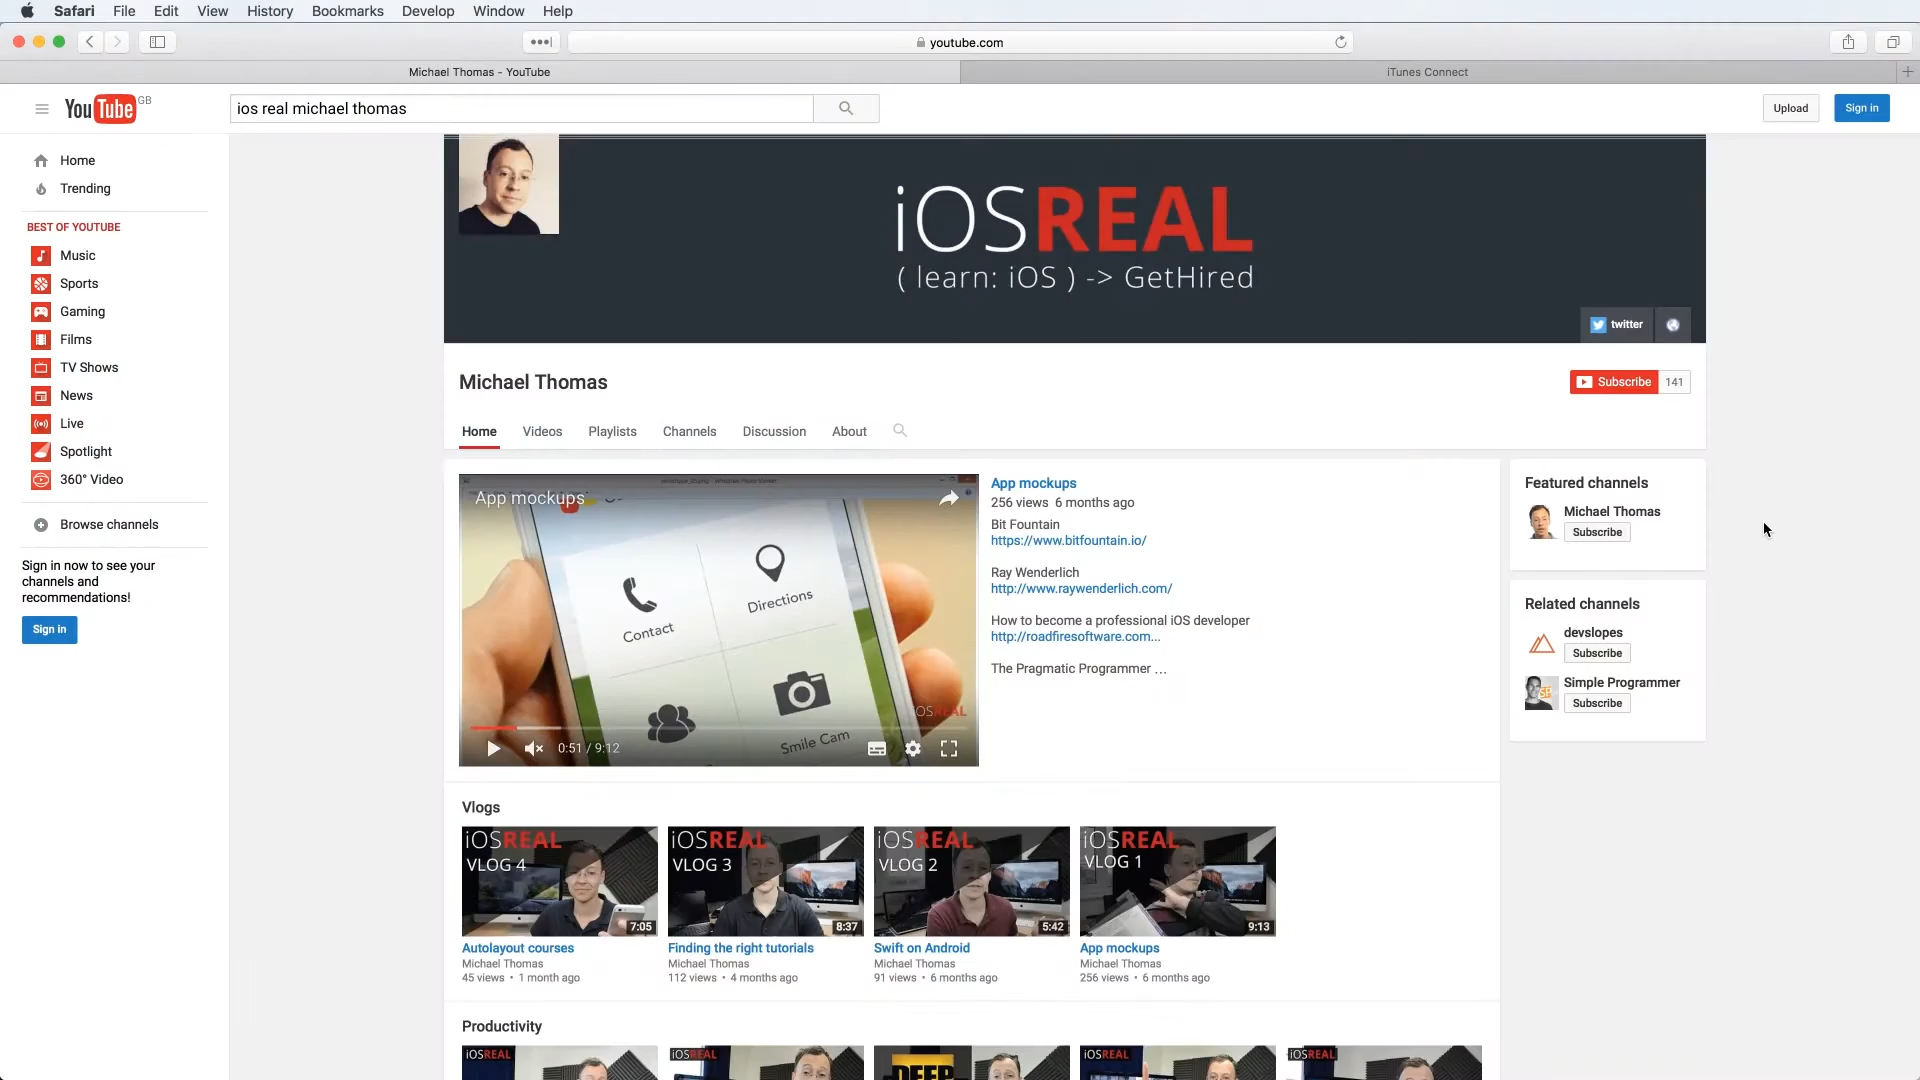 Safari File Edit View History Bookmarks Develop Window Help
youtube.com
Michael Thomas - YouTube
iTunes Connect
YouTube GB
ios real michael thomas
Upload
Sign in
Home
Trending
BEST OF YOUTUBE
Music
Sports
Gaming
Films
TV Shows
News
Live
Spotlight
360° Video
Browse channels
Sign in now to see your
channels and
recommendations!
Sign in
iOSREAL
( learn: iOS ) -> GetHired
twitter
Michael Thomas
Subscribe 141
Home Videos Playlists Channels Discussion About
App mockups
Contact
Directions
Smile Cam
0:51 / 9:12
App mockups
256 views 6 months ago
Bit Fountain
https://www.bitfountain.io/
Ray Wenderlich
http://www.raywenderlich.com/
How to become a professional iOS developer
http://roadfiresoftware.com...
The Pragmatic Programmer ...
Featured channels
Michael Thomas
Subscribe
Related channels
devslopes
Subscribe
Simple Programmer
Subscribe
Vlogs
iOSREAL
VLOG 4
7:05
Autolayout courses
Michael Thomas
45 views • 1 month ago
iOSREAL
VLOG 3
8:37
Finding the right tutorials
Michael Thomas
112 views • 4 months ago
iOSREAL
VLOG 2
5:42
Swift on Android
Michael Thomas
91 views • 6 months ago
iOSREAL
VLOG 1
9:13
App mockups
Michael Thomas
256 views • 6 months ago
Productivity
iOSREAL
iOSREAL
DEEP
iOSREAL
iOSREAL